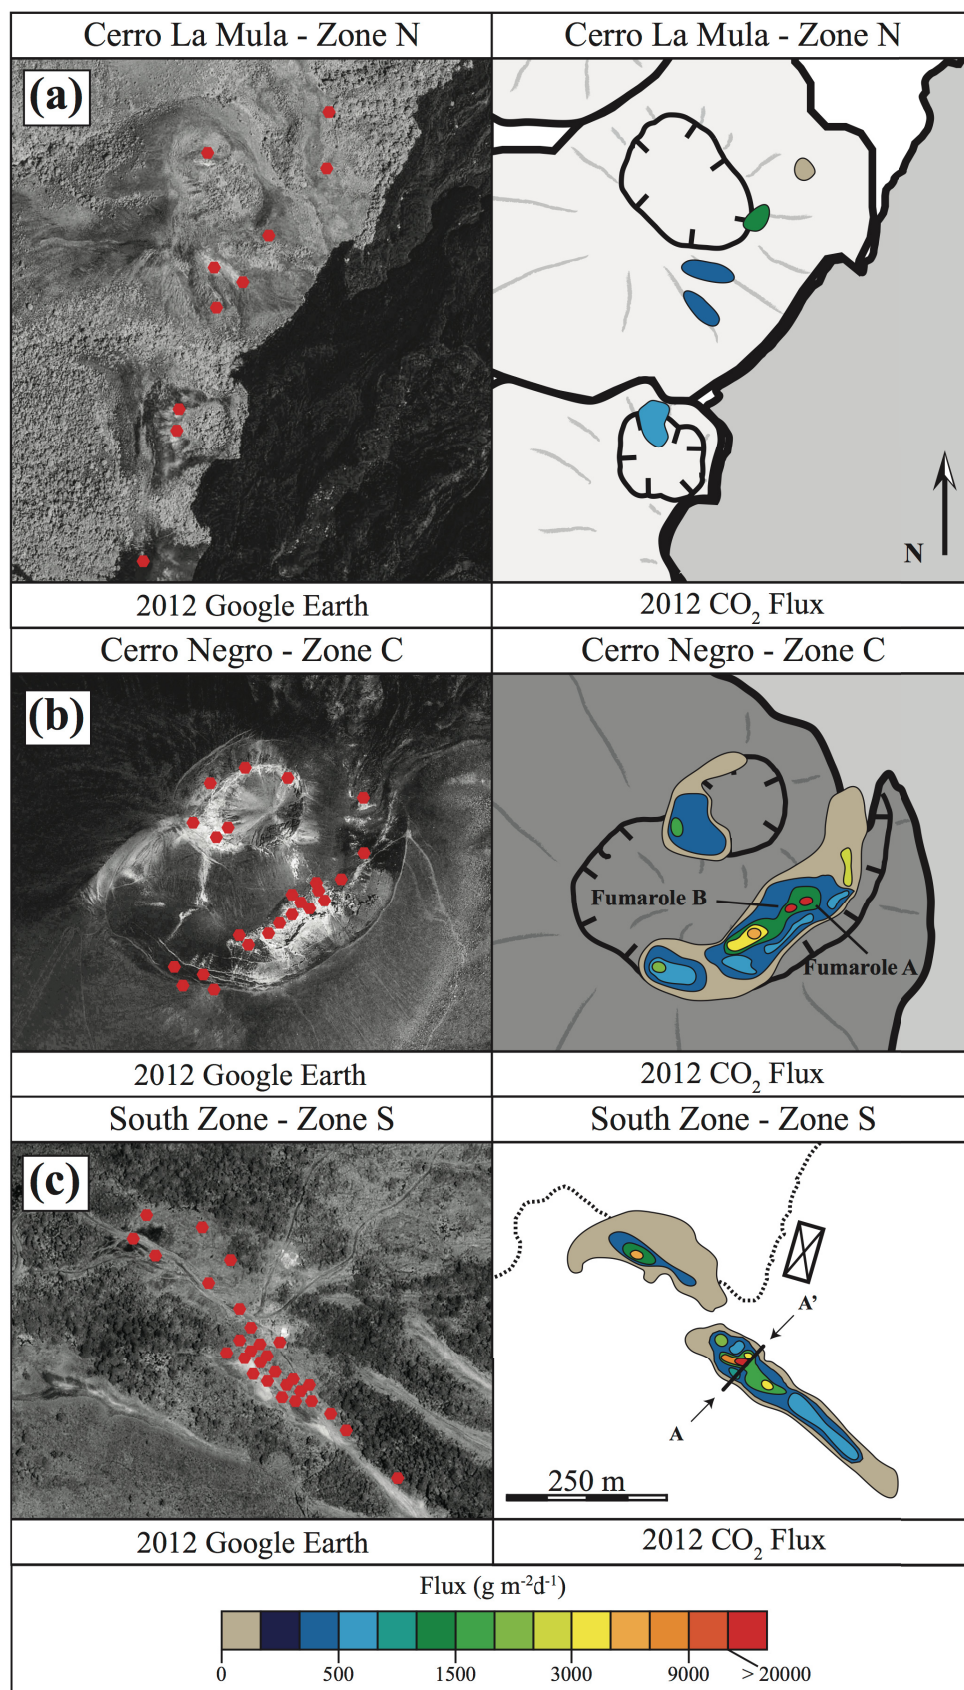 Cerro La Mula - Zone N
Cerro La Mula - Zone N
(a)
N
2012 Google Earth
2012 CO₂ Flux
Cerro Negro - Zone C
Cerro Negro - Zone C
(b)
Fumarole B
Fumarole A
2012 Google Earth
2012 CO₂ Flux
South Zone - Zone S
South Zone - Zone S
(c)
A'
A
250 m
2012 Google Earth
2012 CO₂ Flux
Flux (g m⁻²d⁻¹)
0 500 1500 3000 9000 >20000